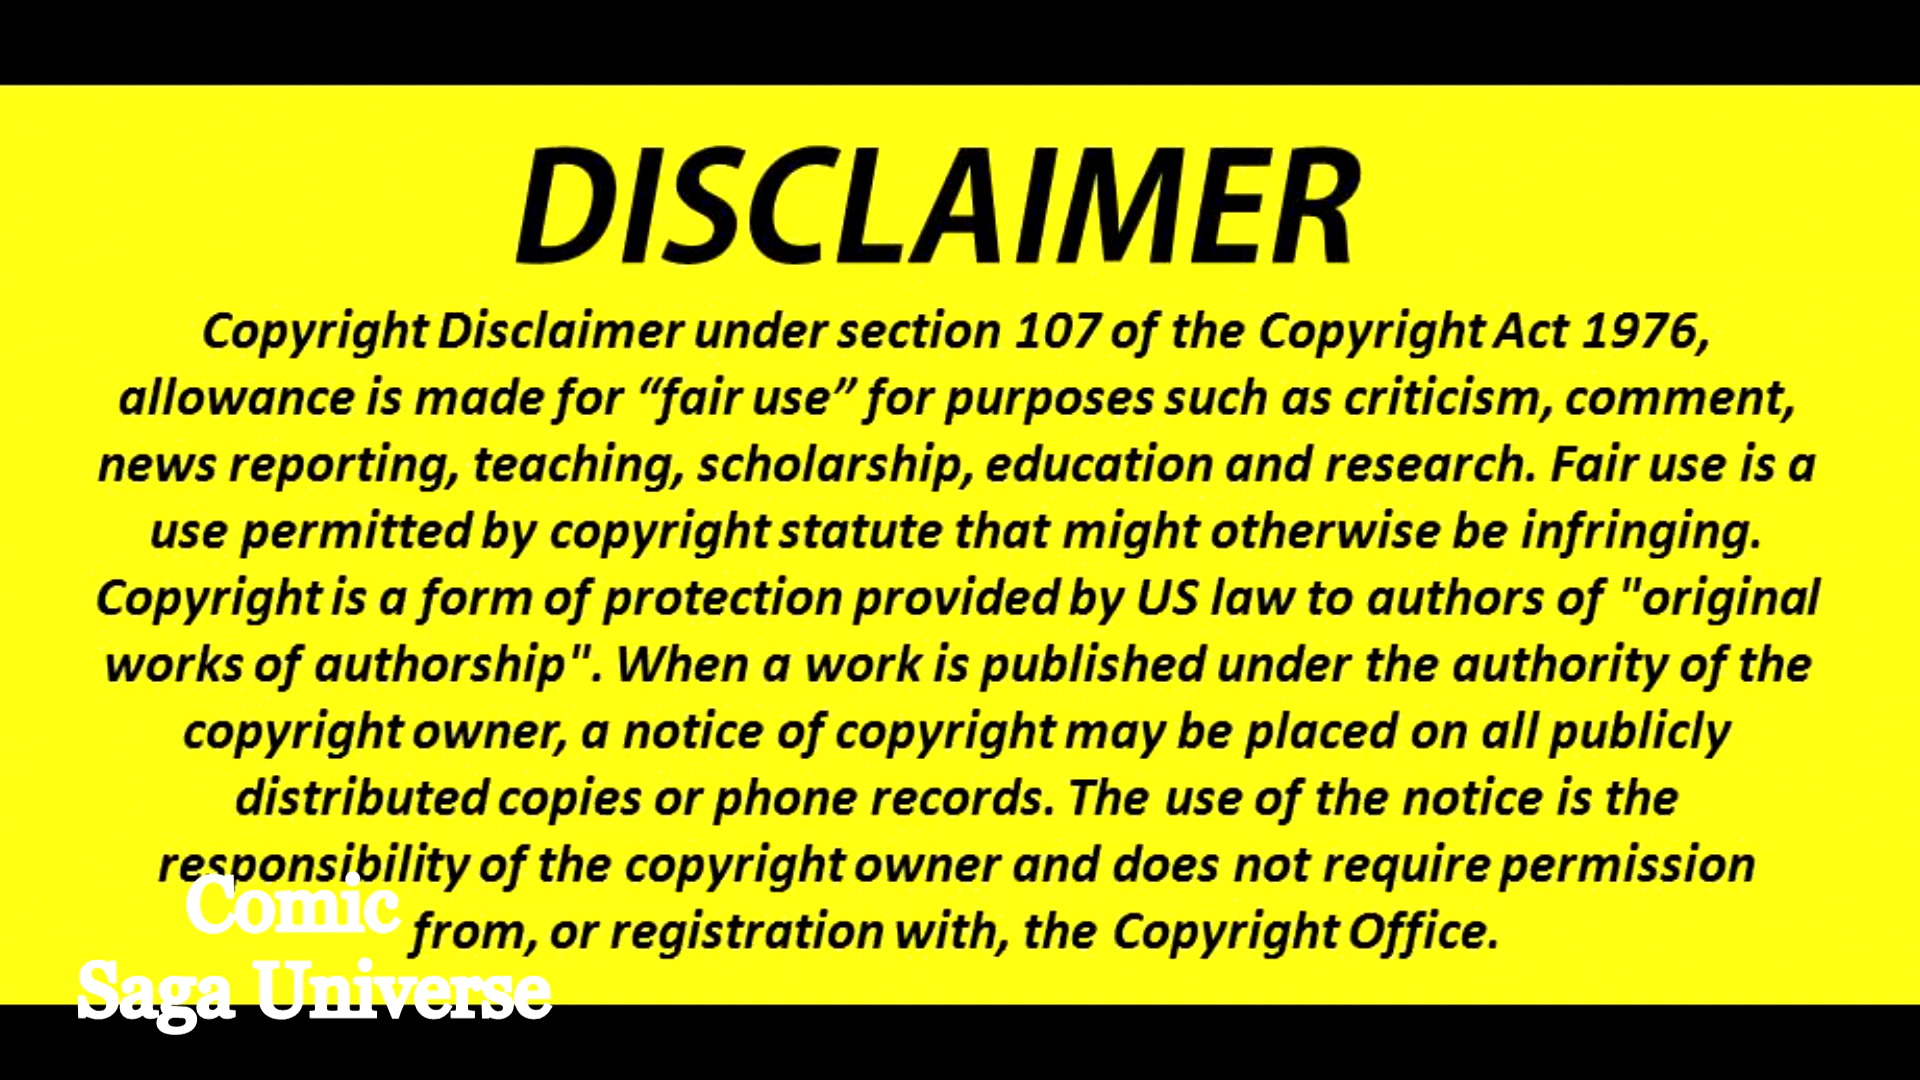 DISCLAIMER
Copyright Disclaimer under section 107 of the Copyright Act 1976,
allowance is made for “fair use” for purposes such as criticism, comment,
news reporting, teaching, scholarship, education and research. Fair use is a
use permitted by copyright statute that might otherwise be infringing.
Copyright is a form of protection provided by US law to authors of "original
works of authorship". When a work is published under the authority of the
copyright owner, a notice of copyright may be placed on all publicly
distributed copies or phone records. The use of the notice is the
responsibility of the copyright owner and does not require permission
from, or registration with, the Copyright Office.
Comic
Saga Universe